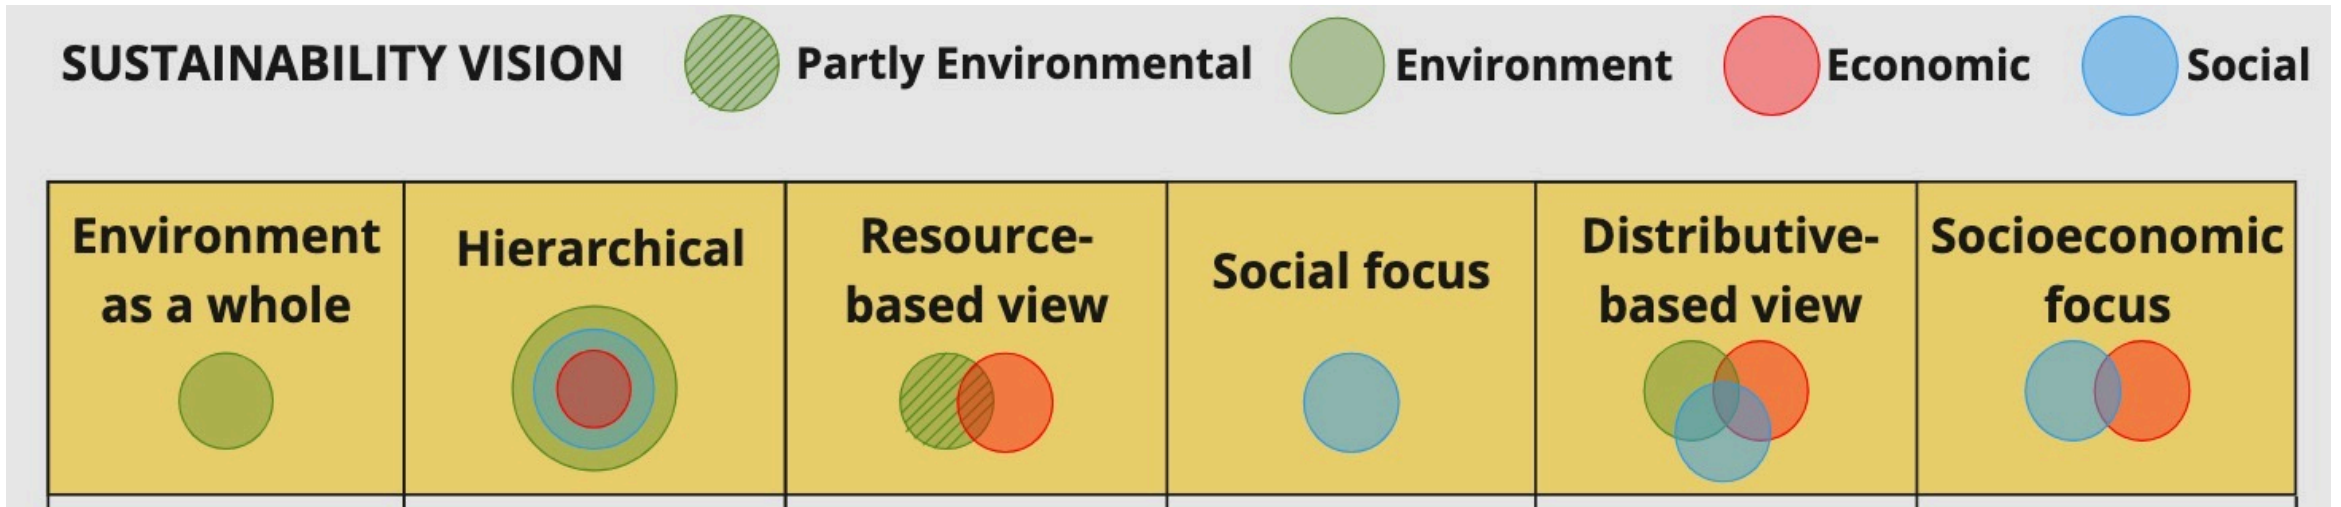 SUSTAINABILITY VISION
Partly Environmental
Environment
Economic
Social
Environment
as a whole
Hierarchical
Resource-
based view
Social focus
Distributive-
based view
Socioeconomic
focus